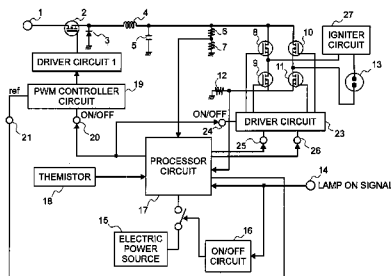 1
2
4
27
3
5
6
7
8
10
IGNITER
CIRCUIT
DRIVER CIRCUIT 1
9
11
12
13
ref
PWM CONTROLLER
CIRCUIT
19
ON/OFF
21
20
ON/OFF
24
DRIVER CIRCUIT
23
25
26
PROCESSOR
CIRCUIT
17
THEMISTOR
18
14
LAMP ON SIGNAL
15
ELECTRIC
POWER
SOURCE
16
ON/OFF
CIRCUIT